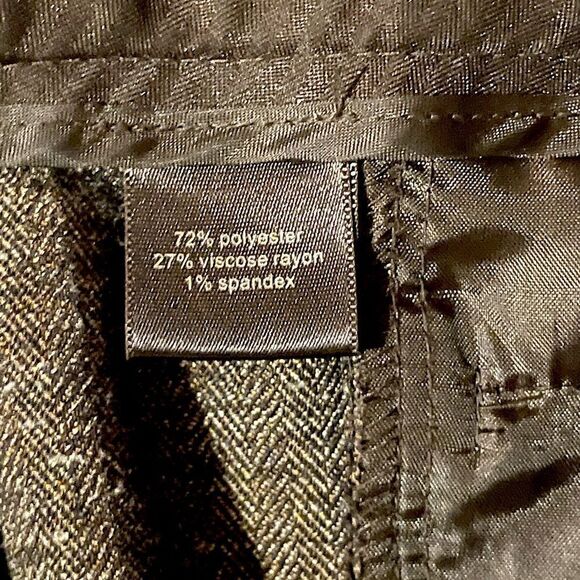 72% polyester
27% viscose rayon
1% spandex